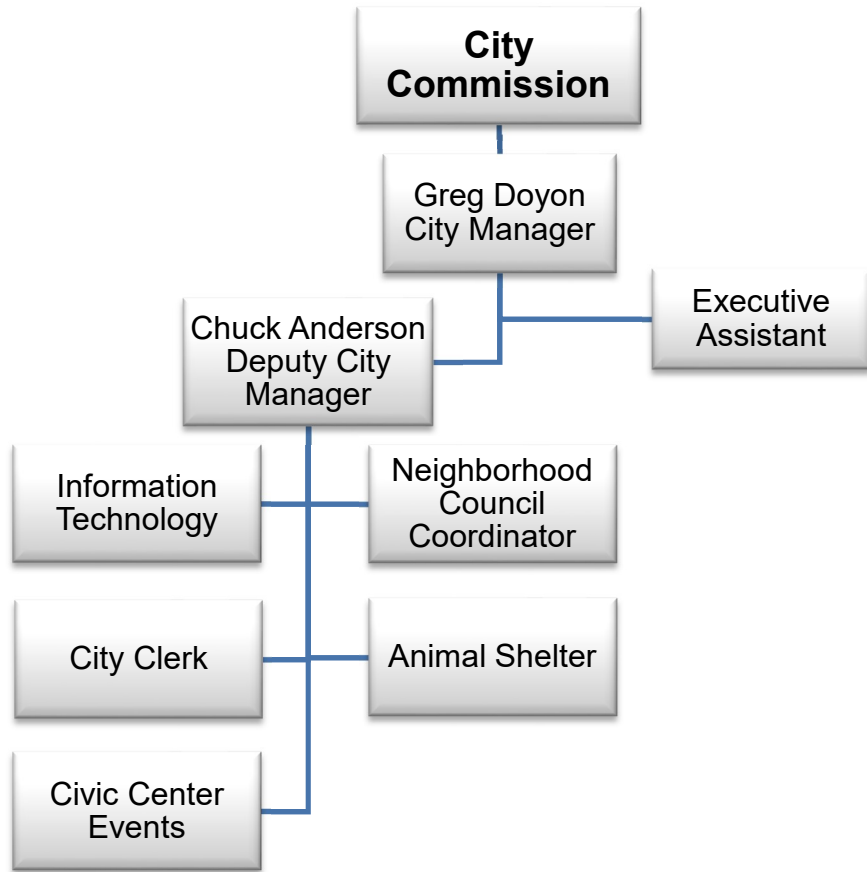 City
Commission
Greg Doyon
City Manager
Executive
Assistant
Chuck Anderson
Deputy City
Manager
Information
Technology
Neighborhood
Council
Coordinator
City Clerk
Animal Shelter
Civic Center
Events